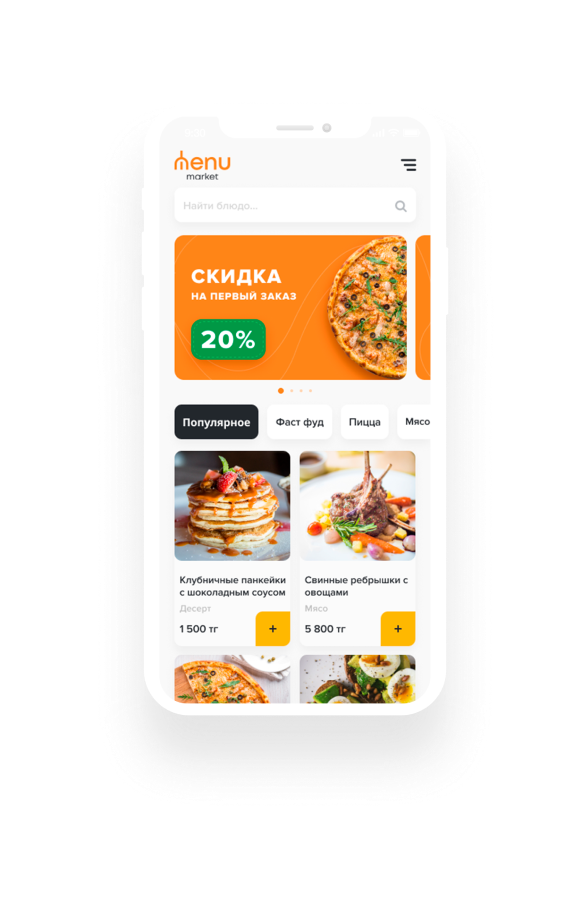 menu
market
Найти блюдо...
СКИДКА
НА ПЕРВЫЙ ЗАКАЗ
20%
Популярное
Фаст фуд
Пицца
Мясо
Клубничные панкейки
с шоколадным соусом
Десерт
1 500 тг
+
Свинные ребрышки с
овощами
Мясо
5 800 тг
+